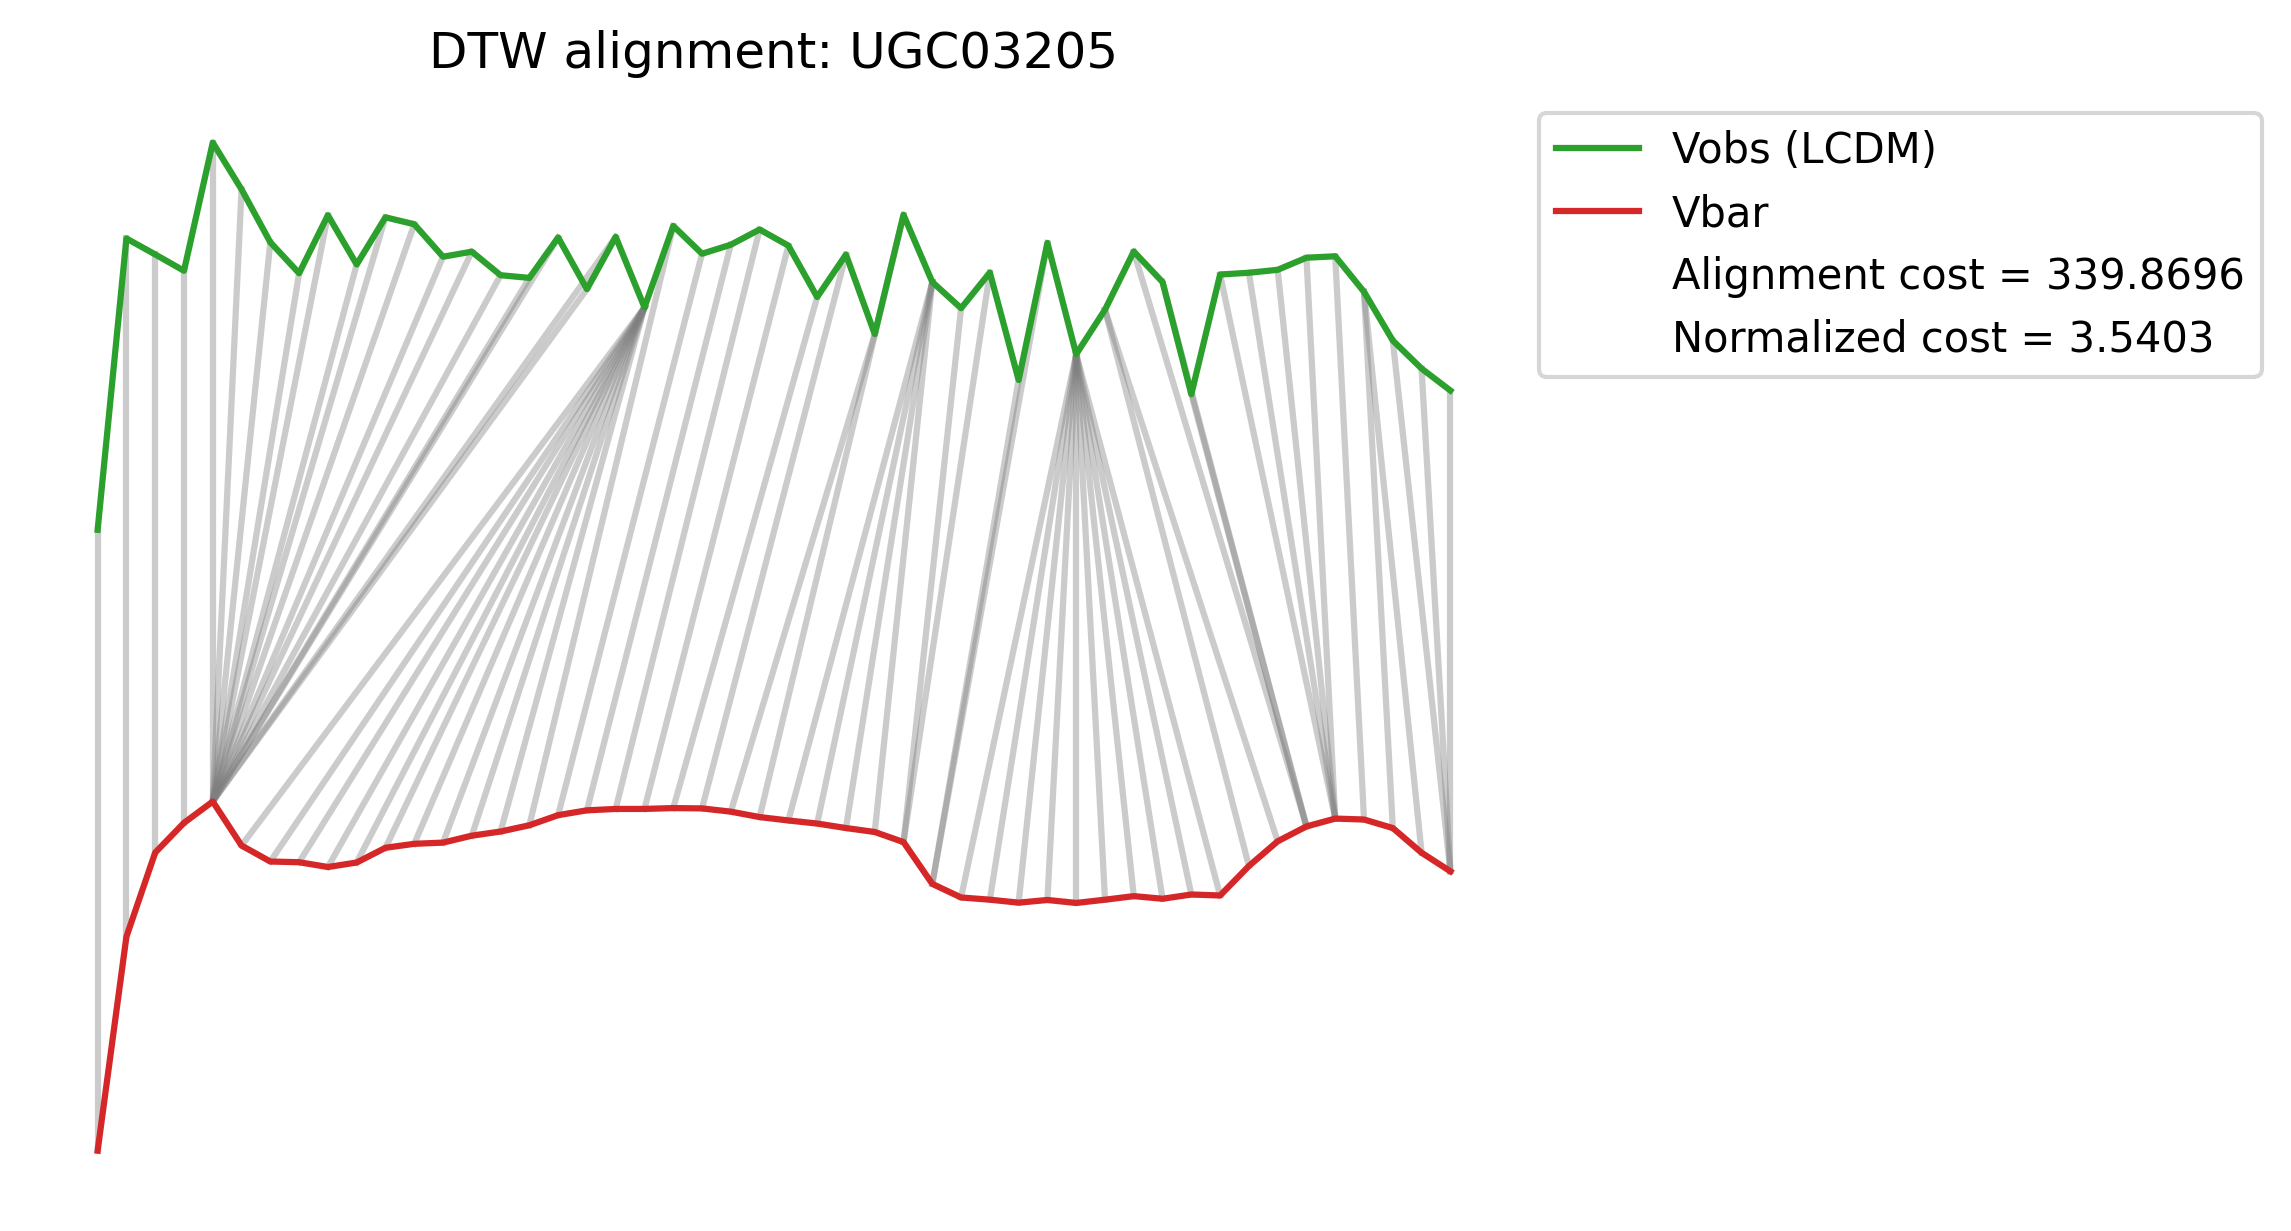 DTW alignment: UGC03205
Vobs (LCDM)
Vbar
Alignment cost = 339.8696
Normalized cost = 3.5403